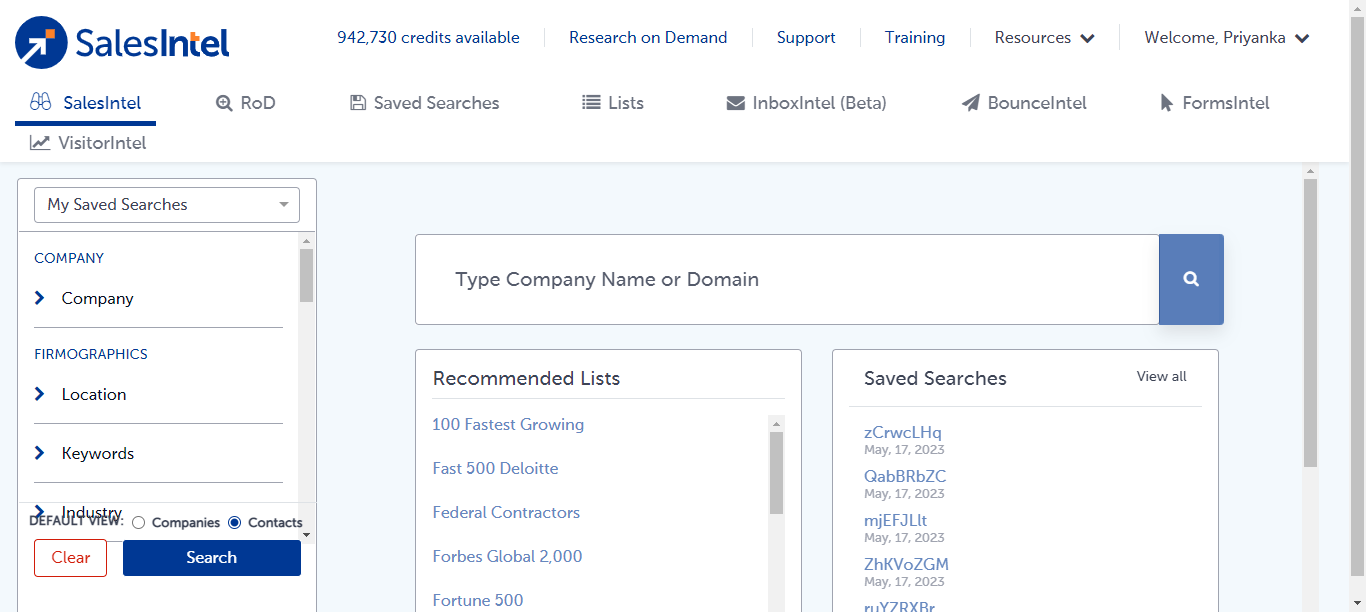 SalesIntel
942,730 credits available
Research on Demand
Support
Training
Resources
Welcome, Priyanka
SalesIntel
RoD
Saved Searches
Lists
InboxIntel (Beta)
BounceIntel
FormsIntel
VisitorIntel
My Saved Searches
COMPANY
Company
FIRMOGRAPHICS
Location
Keywords
Industry
DEFAULT VIEW:
Companies
Contacts
Clear
Search
Type Company Name or Domain
Recommended Lists
100 Fastest Growing
Fast 500 Deloitte
Federal Contractors
Forbes Global 2,000
Fortune 500
Saved Searches
View all
zCrwcLHq
May, 17, 2023
QabBRbZC
May, 17, 2023
mjEFJLlt
May, 17, 2023
ZhKVoZGM
May, 17, 2023
ruYZRXBr